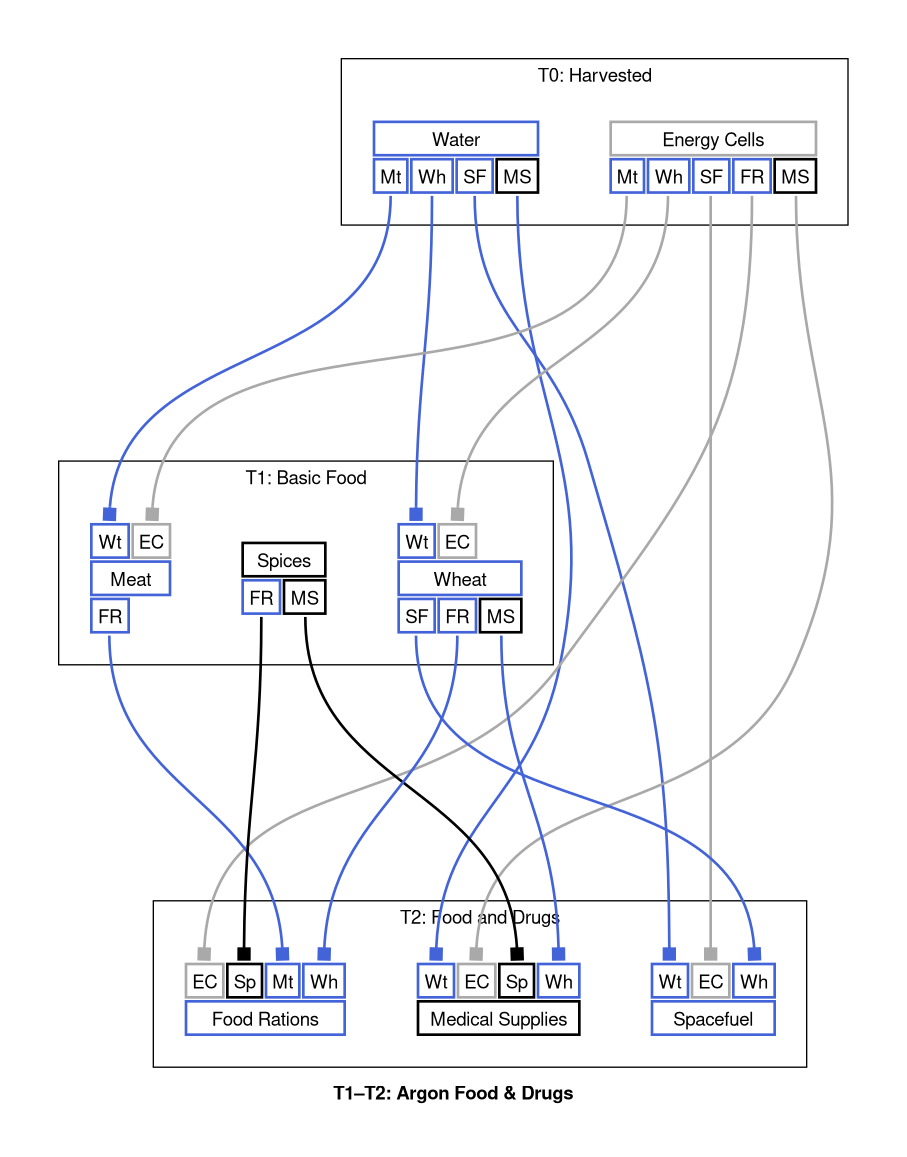 T0: Harvested
Water
Energy Cells
Mt Wh SF MS
Mt Wh SF FR MS
T1: Basic Food
Wt EC
Meat
FR
Spices
FR MS
Wt EC
Wheat
SF FR MS
T2: Food and Drugs
EC Sp Mt Wh
Food Rations
Wt EC Sp Wh
Medical Supplies
Wt EC Wh
Spacefuel
T1–T2: Argon Food & Drugs